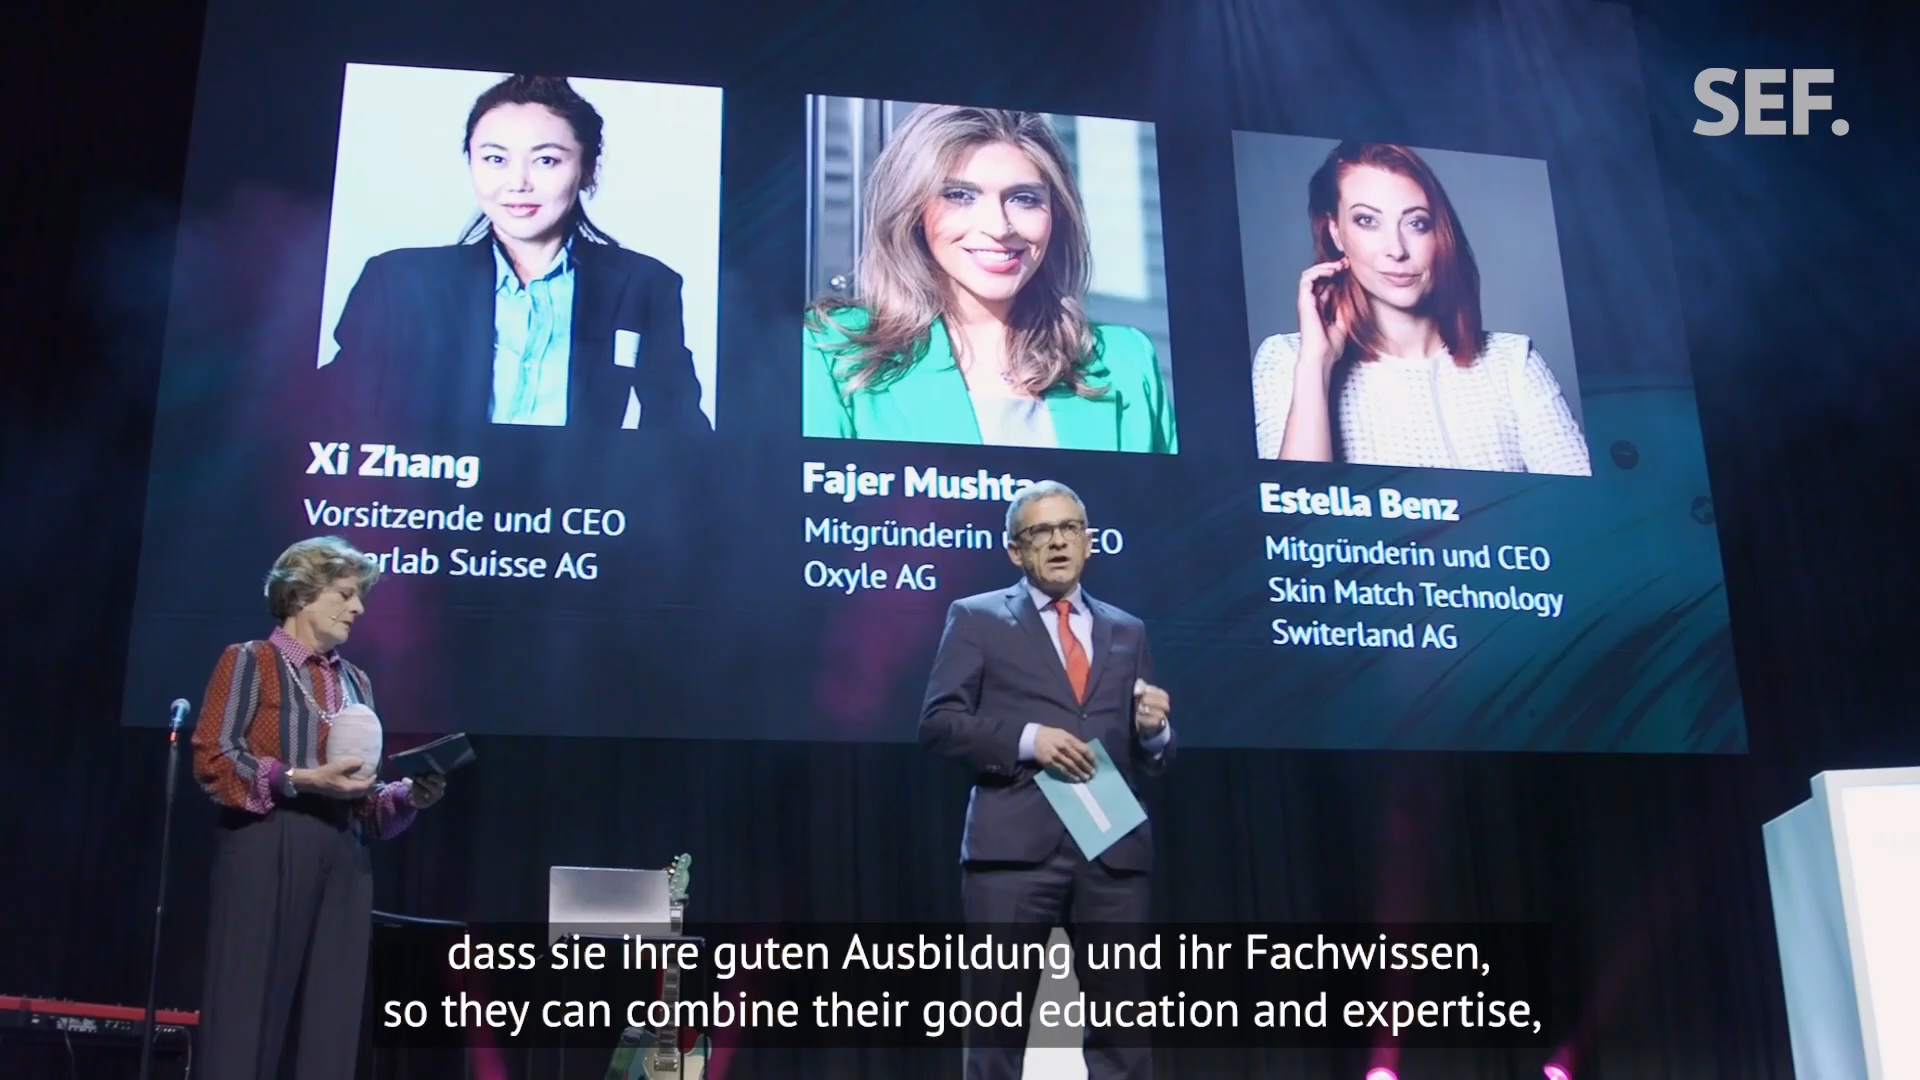 SEF.
Xi Zhang
Vorsitzende und CEO
Suisse AG
Fajer
Mitgründerin
Oxyle AG
Estella Benz
Mitgründerin und CEO
Skin Match Technology
Switerland AG
dass sie ihre guten Ausbildung und ihr Fachwissen,
so they can combine their good education and expertise,